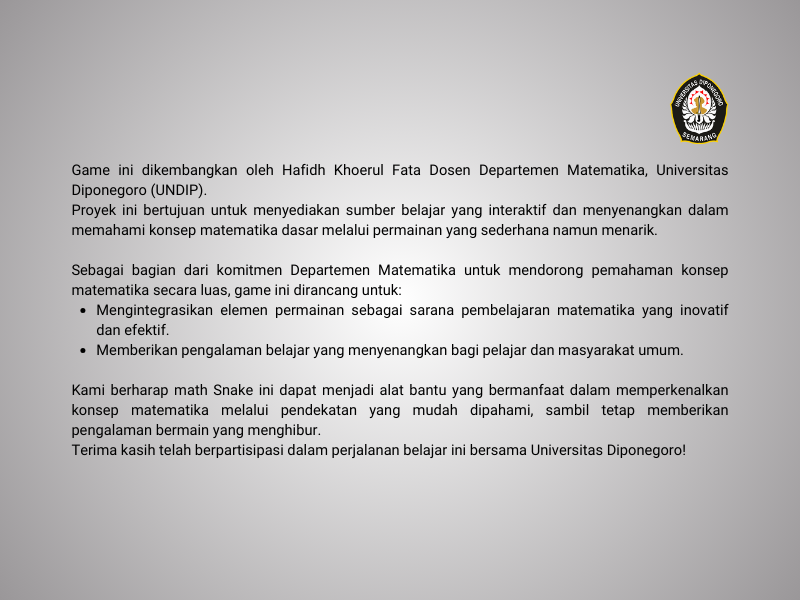 UNIVERSITAS DIPONEGORO
SEMARANG
Game ini dikembangkan oleh Hafidh Khoerul Fata Dosen Departemen Matematika, Universitas
Diponegoro (UNDIP).
Proyek ini bertujuan untuk menyediakan sumber belajar yang interaktif dan menyenangkan dalam
memahami konsep matematika dasar melalui permainan yang sederhana namun menarik.
Sebagai bagian dari komitmen Departemen Matematika untuk mendorong pemahaman konsep
matematika secara luas, game ini dirancang untuk:
• Mengintegrasikan elemen permainan sebagai sarana pembelajaran matematika yang inovatif
dan efektif.
• Memberikan pengalaman belajar yang menyenangkan bagi pelajar dan masyarakat umum.
Kami berharap math Snake ini dapat menjadi alat bantu yang bermanfaat dalam memperkenalkan
konsep matematika melalui pendekatan yang mudah dipahami, sambil tetap memberikan
pengalaman bermain yang menghibur.
Terima kasih telah berpartisipasi dalam perjalanan belajar ini bersama Universitas Diponegoro!